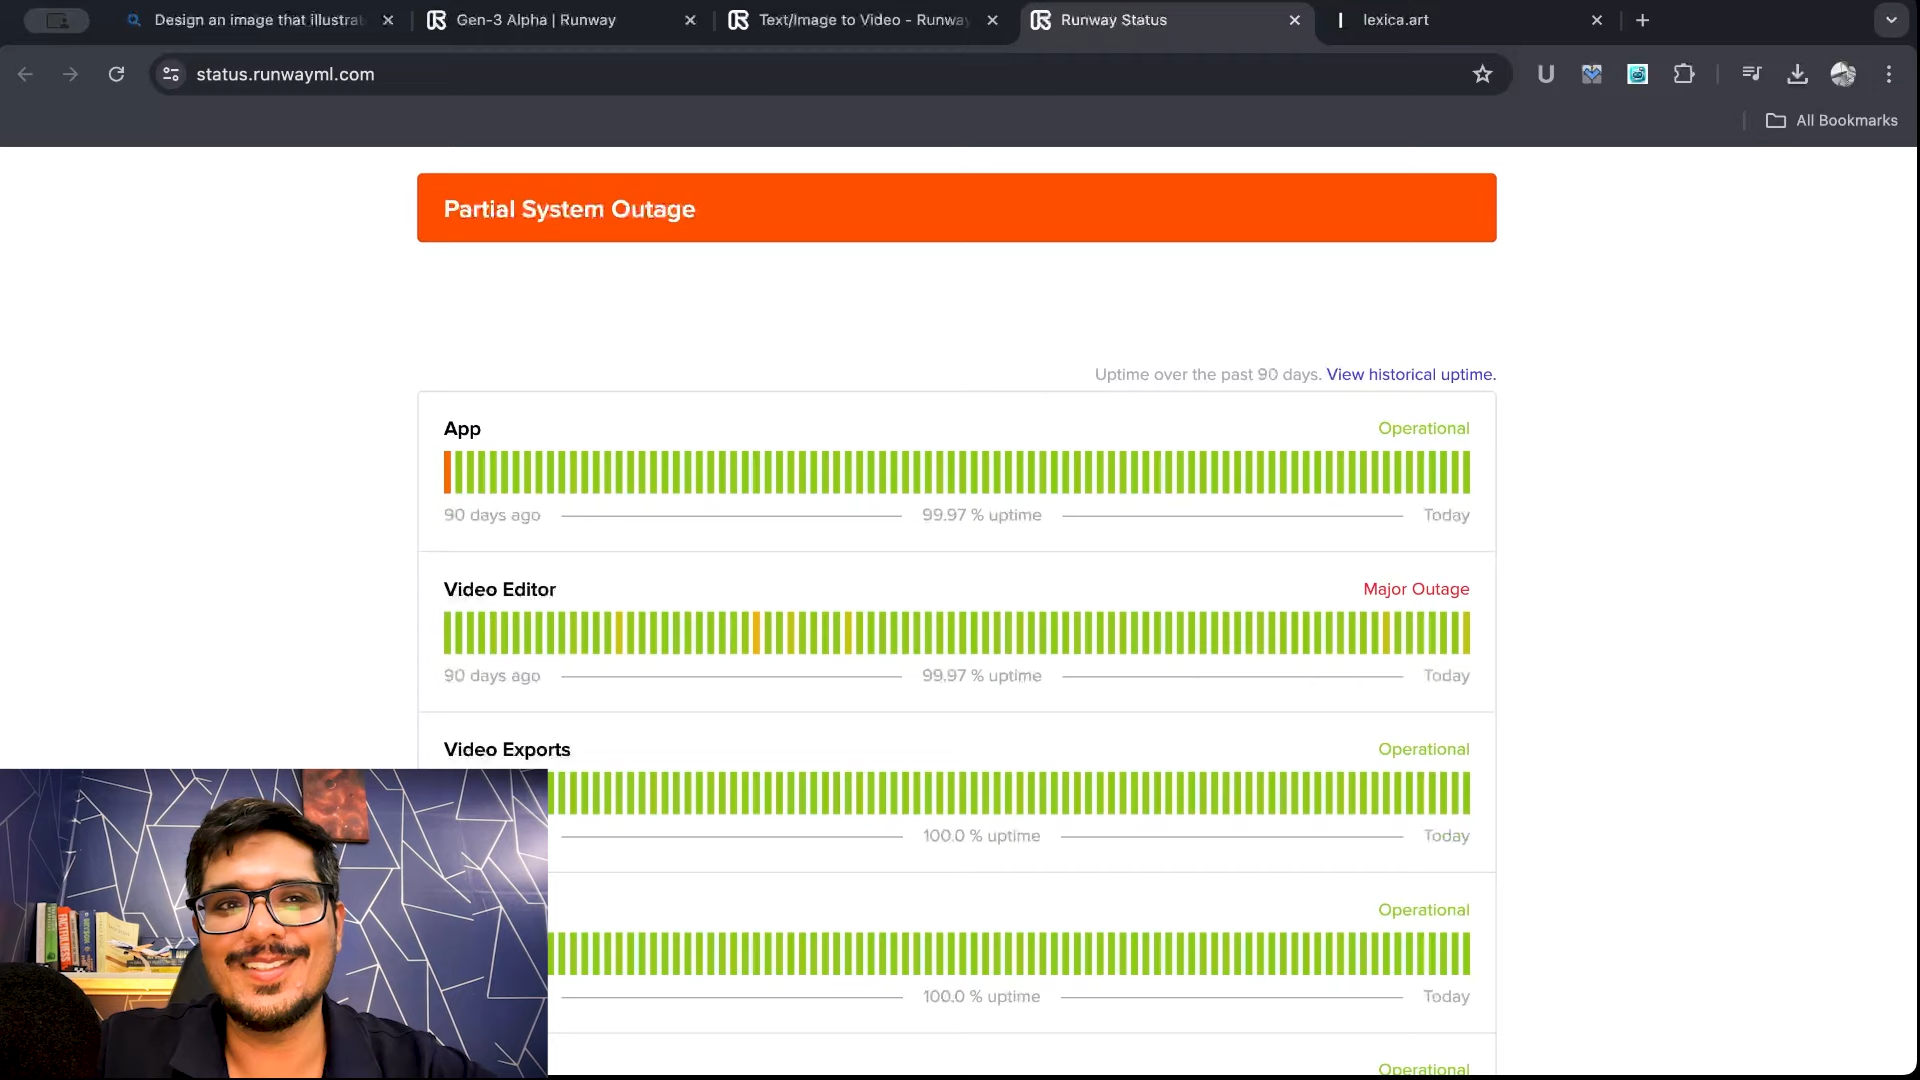 Design an image that illustrat
Gen-3 Alpha | Runway
Text/Image to Video - Runway
Runway Status
lexica.art
status.runwayml.com
All Bookmarks
Partial System Outage
Uptime over the past 90 days. View historical uptime.
App
Operational
90 days ago
99.97 % uptime
Today
Video Editor
Major Outage
90 days ago
99.97 % uptime
Today
Video Exports
Operational
100.0 % uptime
Today
Operational
100.0 % uptime
Today
Operational